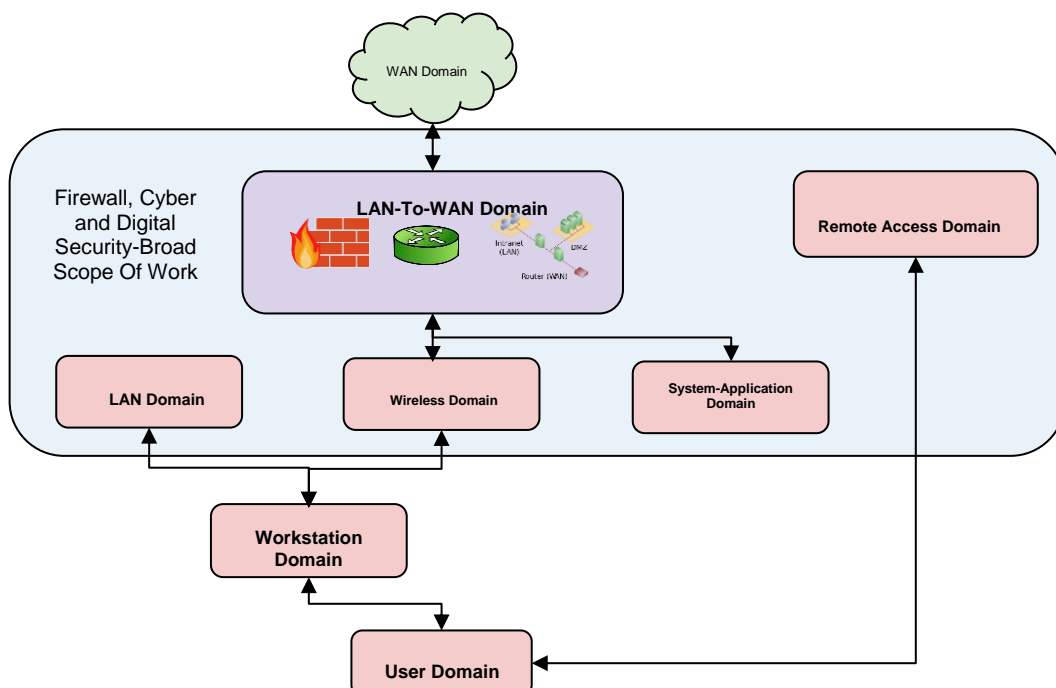 WAN Domain
Firewall, Cyber
and Digital
Security-Broad
Scope Of Work
LAN-To-WAN Domain
Intranet
(LAN)
DMZ
Router (WAN)
Remote Access Domain
LAN Domain
Wireless Domain
System-Application
Domain
Workstation
Domain
User Domain